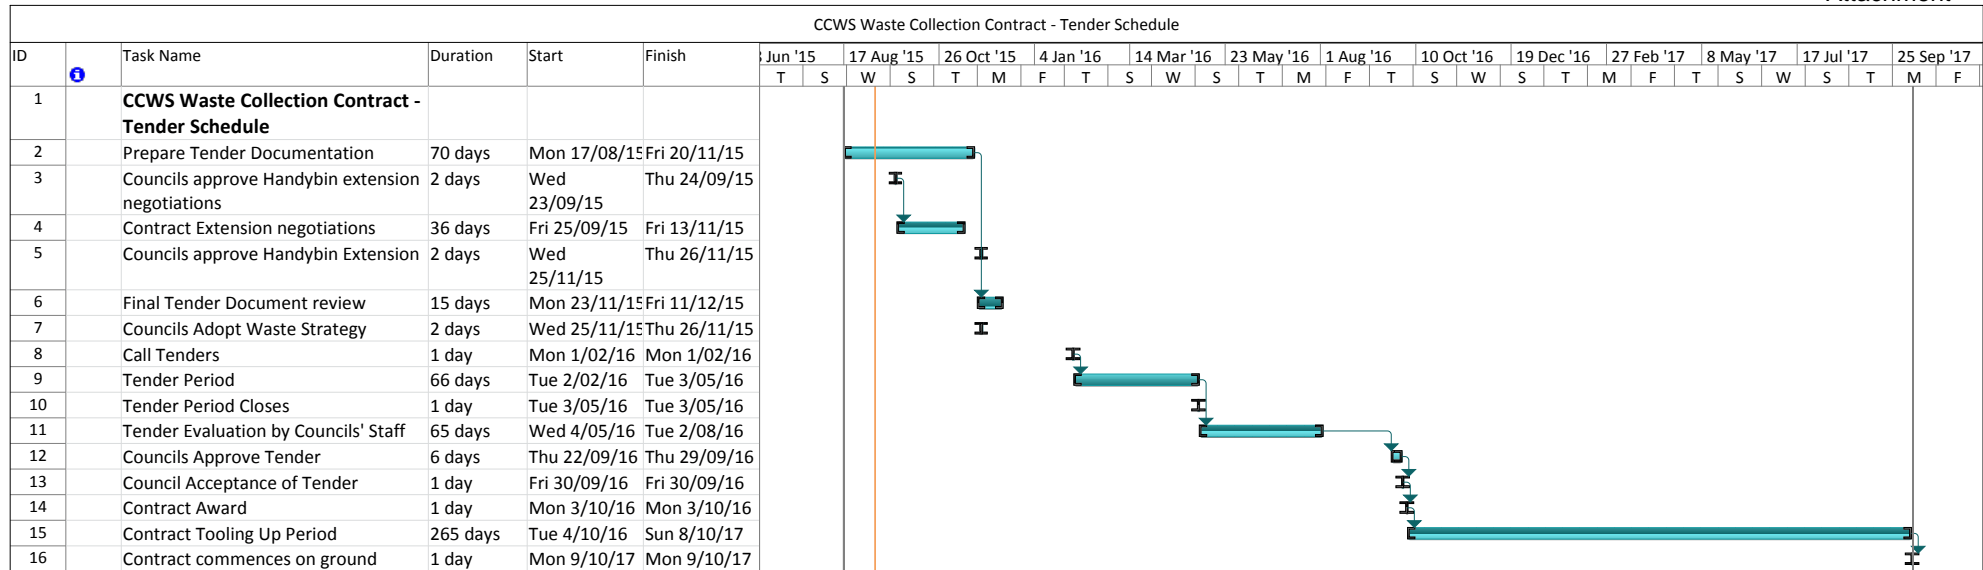 Attachment
CCWS Waste Collection Contract - Tender Schedule
ID Task Name Duration Start Finish Jun '15 17 Aug '15 26 Oct '15 4 Jan '16 14 Mar '16 23 May '16 1 Aug '16 10 Oct '16 19 Dec '16 27 Feb '17 8 May '17 17 Jul '17 25 Sep '17
T S W S T M F T S W S T M F T S W S T M F T S W S T M F
1 CCWS Waste Collection Contract -
Tender Schedule
2 Prepare Tender Documentation 70 days Mon 17/08/15 Fri 20/11/15
3 Councils approve Handybin extension 2 days Wed Thu 24/09/15
negotiations 23/09/15
4 Contract Extension negotiations 36 days Fri 25/09/15 Fri 13/11/15
5 Councils approve Handybin Extension 2 days Wed Thu 26/11/15
25/11/15
6 Final Tender Document review 15 days Mon 23/11/15 Fri 11/12/15
7 Councils Adopt Waste Strategy 2 days Wed 25/11/15 Thu 26/11/15
8 Call Tenders 1 day Mon 1/02/16 Mon 1/02/16
9 Tender Period 66 days Tue 2/02/16 Tue 3/05/16
10 Tender Period Closes 1 day Tue 3/05/16 Tue 3/05/16
11 Tender Evaluation by Councils' Staff 65 days Wed 4/05/16 Tue 2/08/16
12 Councils Approve Tender 6 days Thu 22/09/16 Thu 29/09/16
13 Council Acceptance of Tender 1 day Fri 30/09/16 Fri 30/09/16
14 Contract Award 1 day Mon 3/10/16 Mon 3/10/16
15 Contract Tooling Up Period 265 days Tue 4/10/16 Sun 8/10/17
16 Contract commences on ground 1 day Mon 9/10/17 Mon 9/10/17